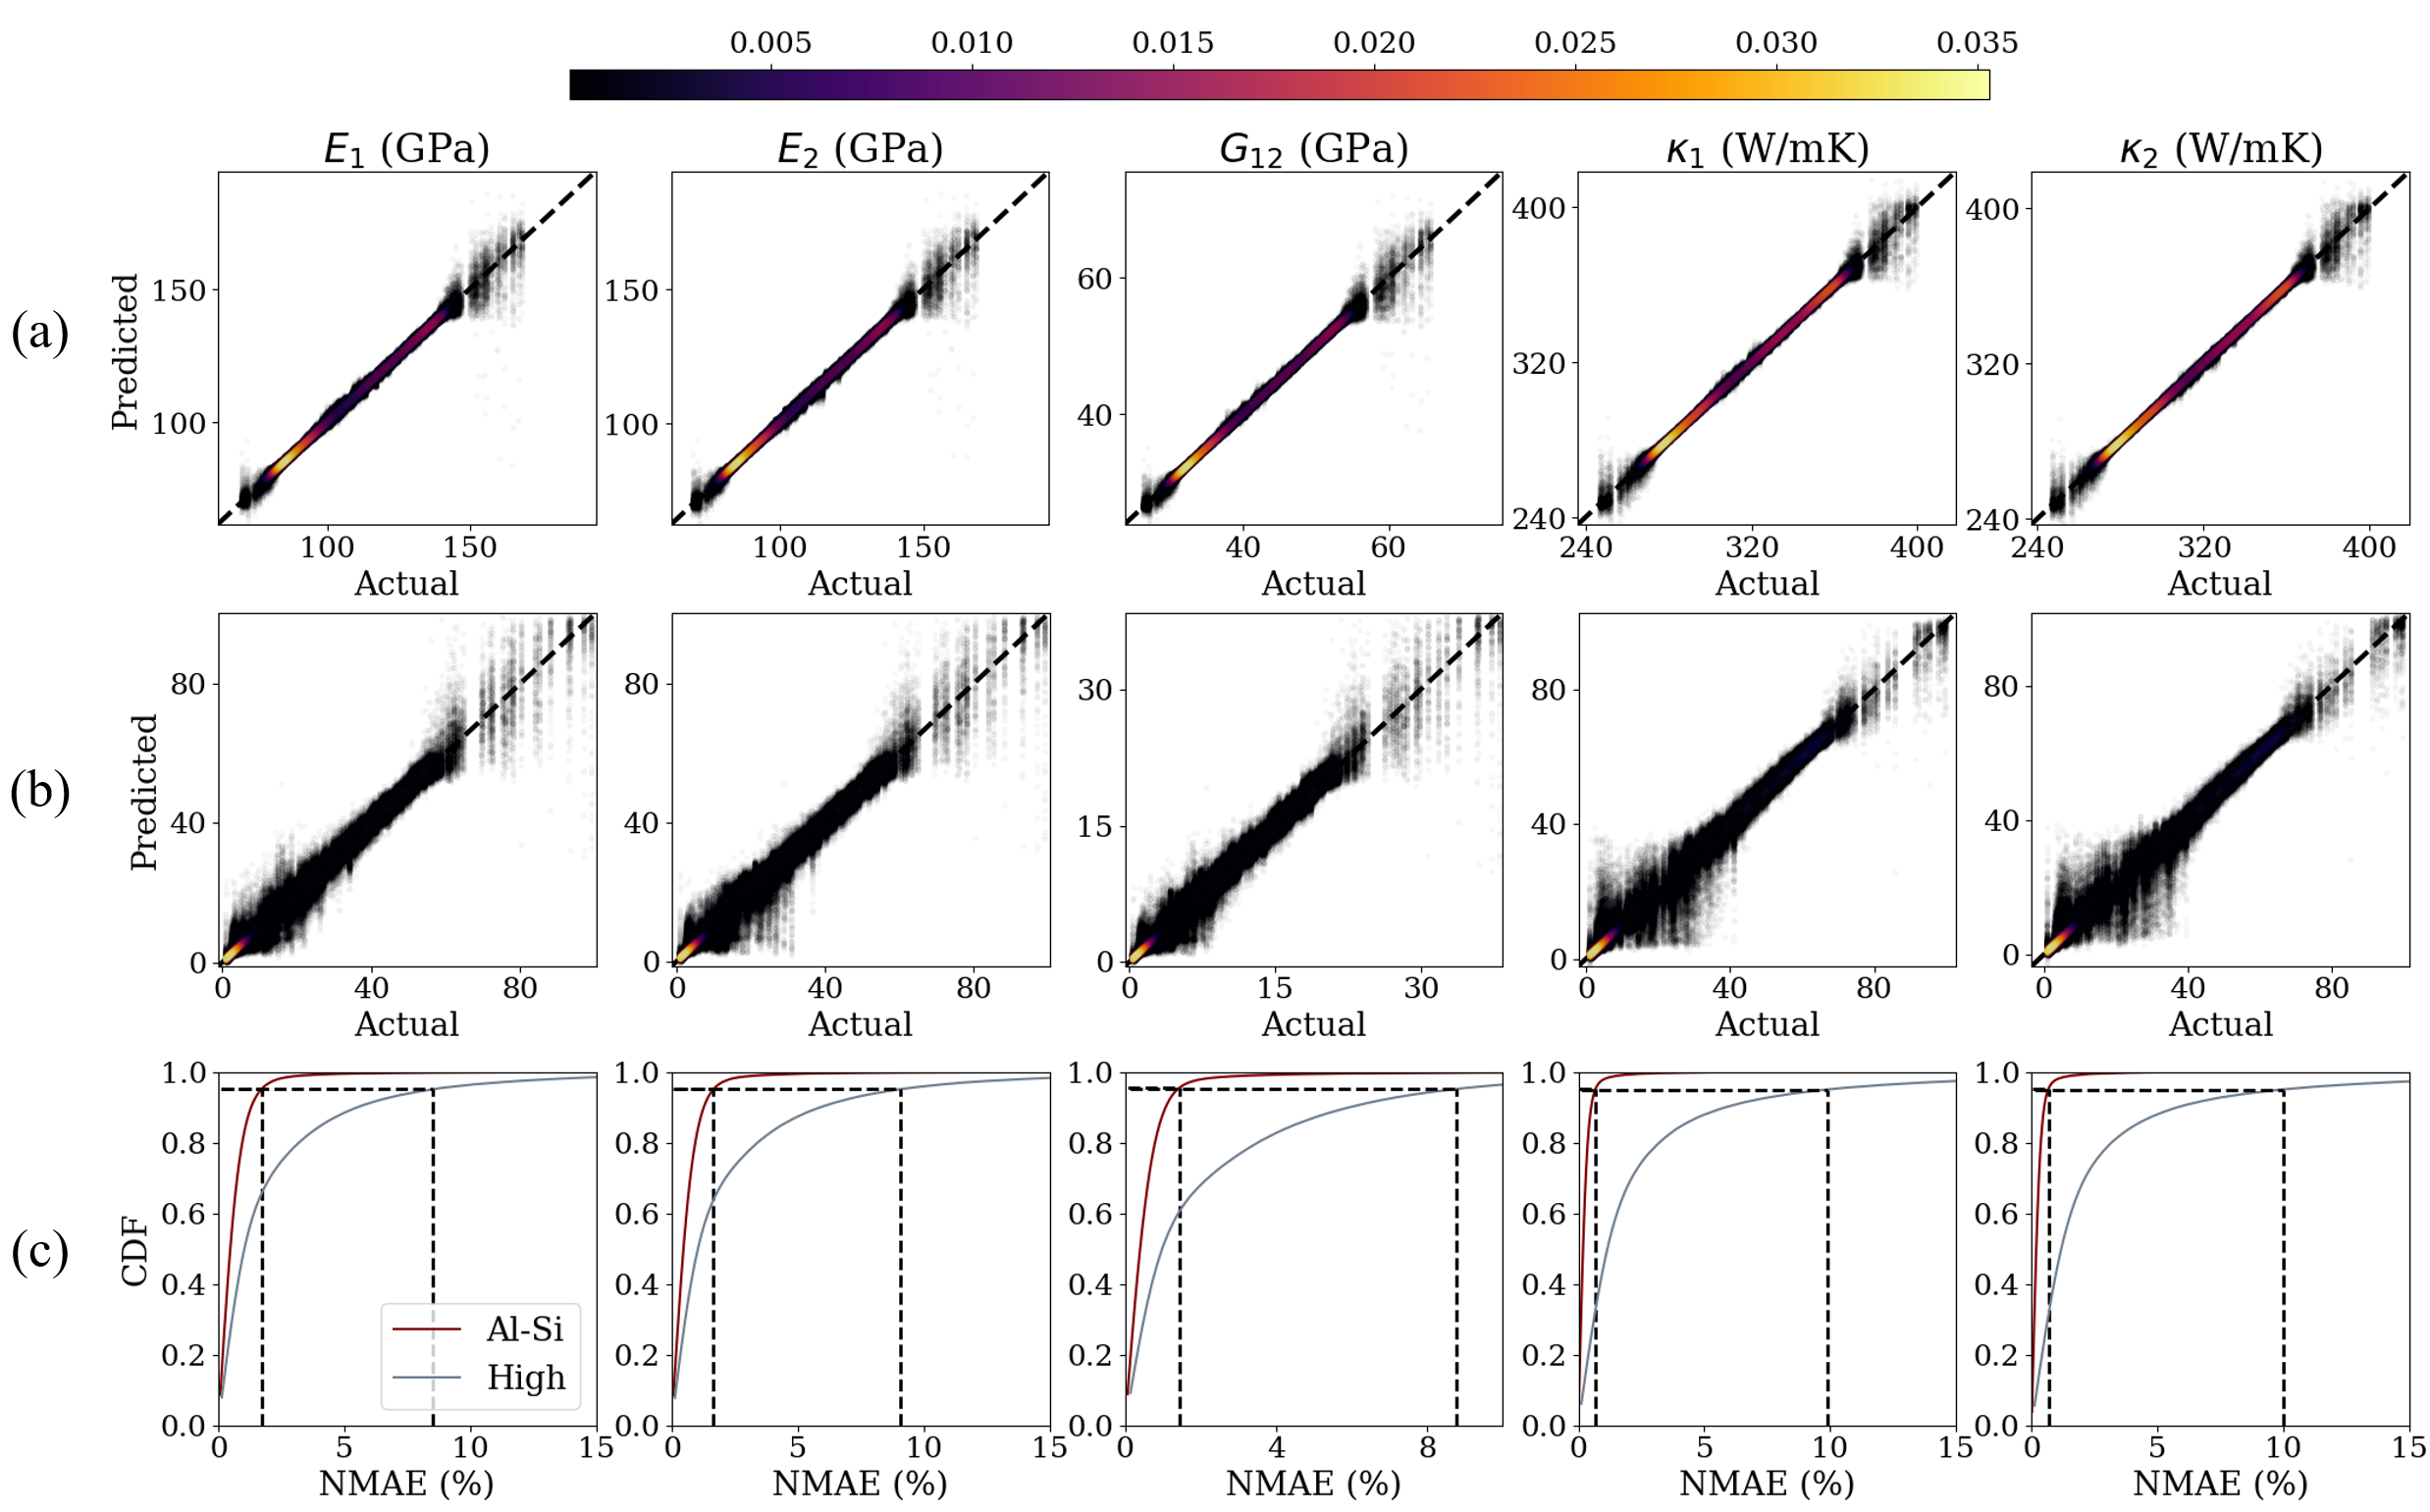 0.005 0.010 0.015 0.020 0.025 0.030 0.035
E₁ (GPa) E₂ (GPa) G₁₂ (GPa) κ₁ (W/mK) κ₂ (W/mK)
(a)
Predicted
150
100
100 150
Actual
150
100
100 150
Actual
60
40
40 60
Actual
400
320
240
240 320 400
Actual
400
320
240
240 320 400
Actual
(b)
Predicted
80
40
0
0 40 80
Actual
80
40
0
0 40 80
Actual
30
15
0
0 15 30
Actual
80
40
0
0 40 80
Actual
80
40
0
0 40 80
Actual
(c)
CDF
1.0
0.8
0.6
0.4
0.2
0.0
Al-Si
High
0 5 10 15
NMAE (%)
1.0
0.8
0.6
0.4
0.2
0.0
0 5 10 15
NMAE (%)
1.0
0.8
0.6
0.4
0.2
0.0
0 4 8
NMAE (%)
1.0
0.8
0.6
0.4
0.2
0.0
0 5 10 15
NMAE (%)
1.0
0.8
0.6
0.4
0.2
0.0
0 5 10 15
NMAE (%)